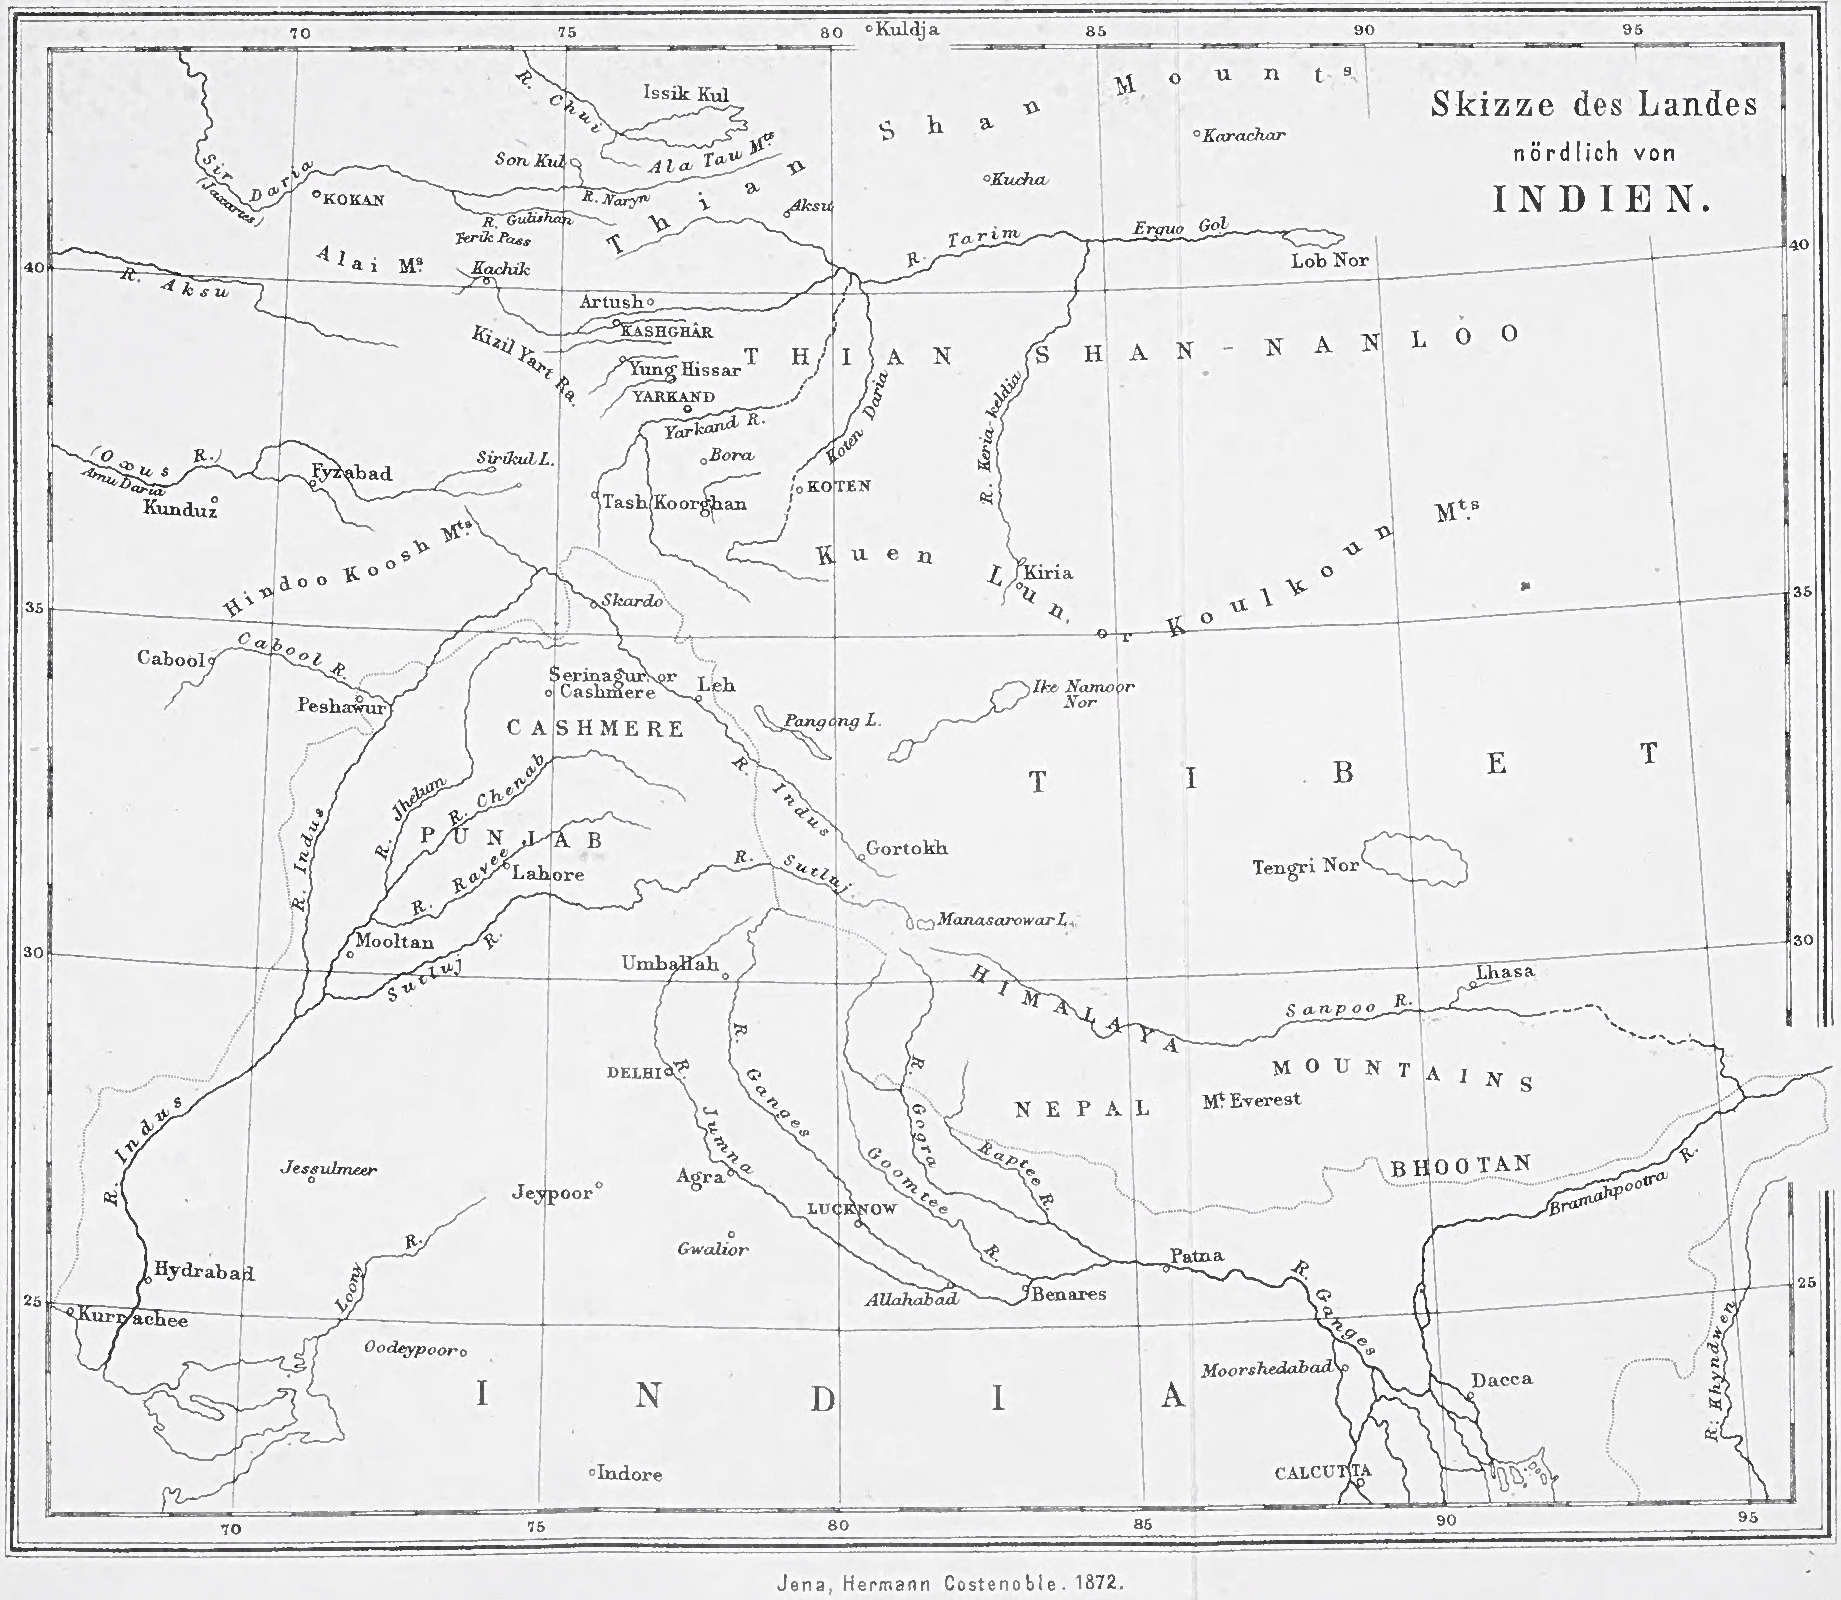 70 75 80 Kuldja 85 90 95
Skizze des Landes
nördlich von
INDIEN.
R. Chui
Issik Kul
Ala Tau Mts
Son Kul
Thian Shan Mounts
Karachar
Kucha
Aksu
Sir Daria
(Jaxartes)
KOKAN
R. Naryn
R. Gulishan
Terik Pass
Alai Ms.
Kachik
R. Aksu
Artush
KASHGHÂR
Kizil Yart Ra.
Yung Hissar
YARKAND
Yarkand R.
R. Tarim
Erguo Gol
Lob Nor
40
40
THIAN SHAN-NANLOO
Koten Daria
R. Keria-keldia
Bora
KOTEN
Sirikul L.
(Oxus R.)
Amu Daria
Fyzabad
Kunduz
Tash Koorghan
Hindoo Koosh Mts.
Kuen Lun, or Koulkoun Mts.
Kiria
35
35
Skardo
Cabool
Cabool R.
Peshawur
Serinagur. or
Cashmere
Leh
CASHMERE
Pangong L.
Ike Namoor
Nor
TIBET
R. Indus
R. Jhelum
R. Chenab
PUNJAB
R. Ravee
Lahore
R. Indus
Gortokh
Tengri Nor
R. Sutluj.
Manasarowar L.
Mooltan
Sutluj R.
30
30
Umballah
HIMALAYA
MOUNTAINS
Lhasa
Sanpoo R.
DELHI
R. Jumna
R. Ganges
R. Gogra
Goomtee R.
Raptee R.
NEPAL
Mt. Everest
BHOOTAN
Bramahpootra R.
R. Indus
Jessulmeer
Jeypoor
Agra
LUCKNOW
Gwalior
Loony R.
Hydrabad
Kurrachee
Allahabad
Benares
Patna
R. Ganges
25
25
Oodeypoor
Moorshedabad
Dacca
R. Khyndwen
INDIA
Indore
CALCUTTA
70 75 80 85 90 95
Jena, Hermann Costenoble. 1872.